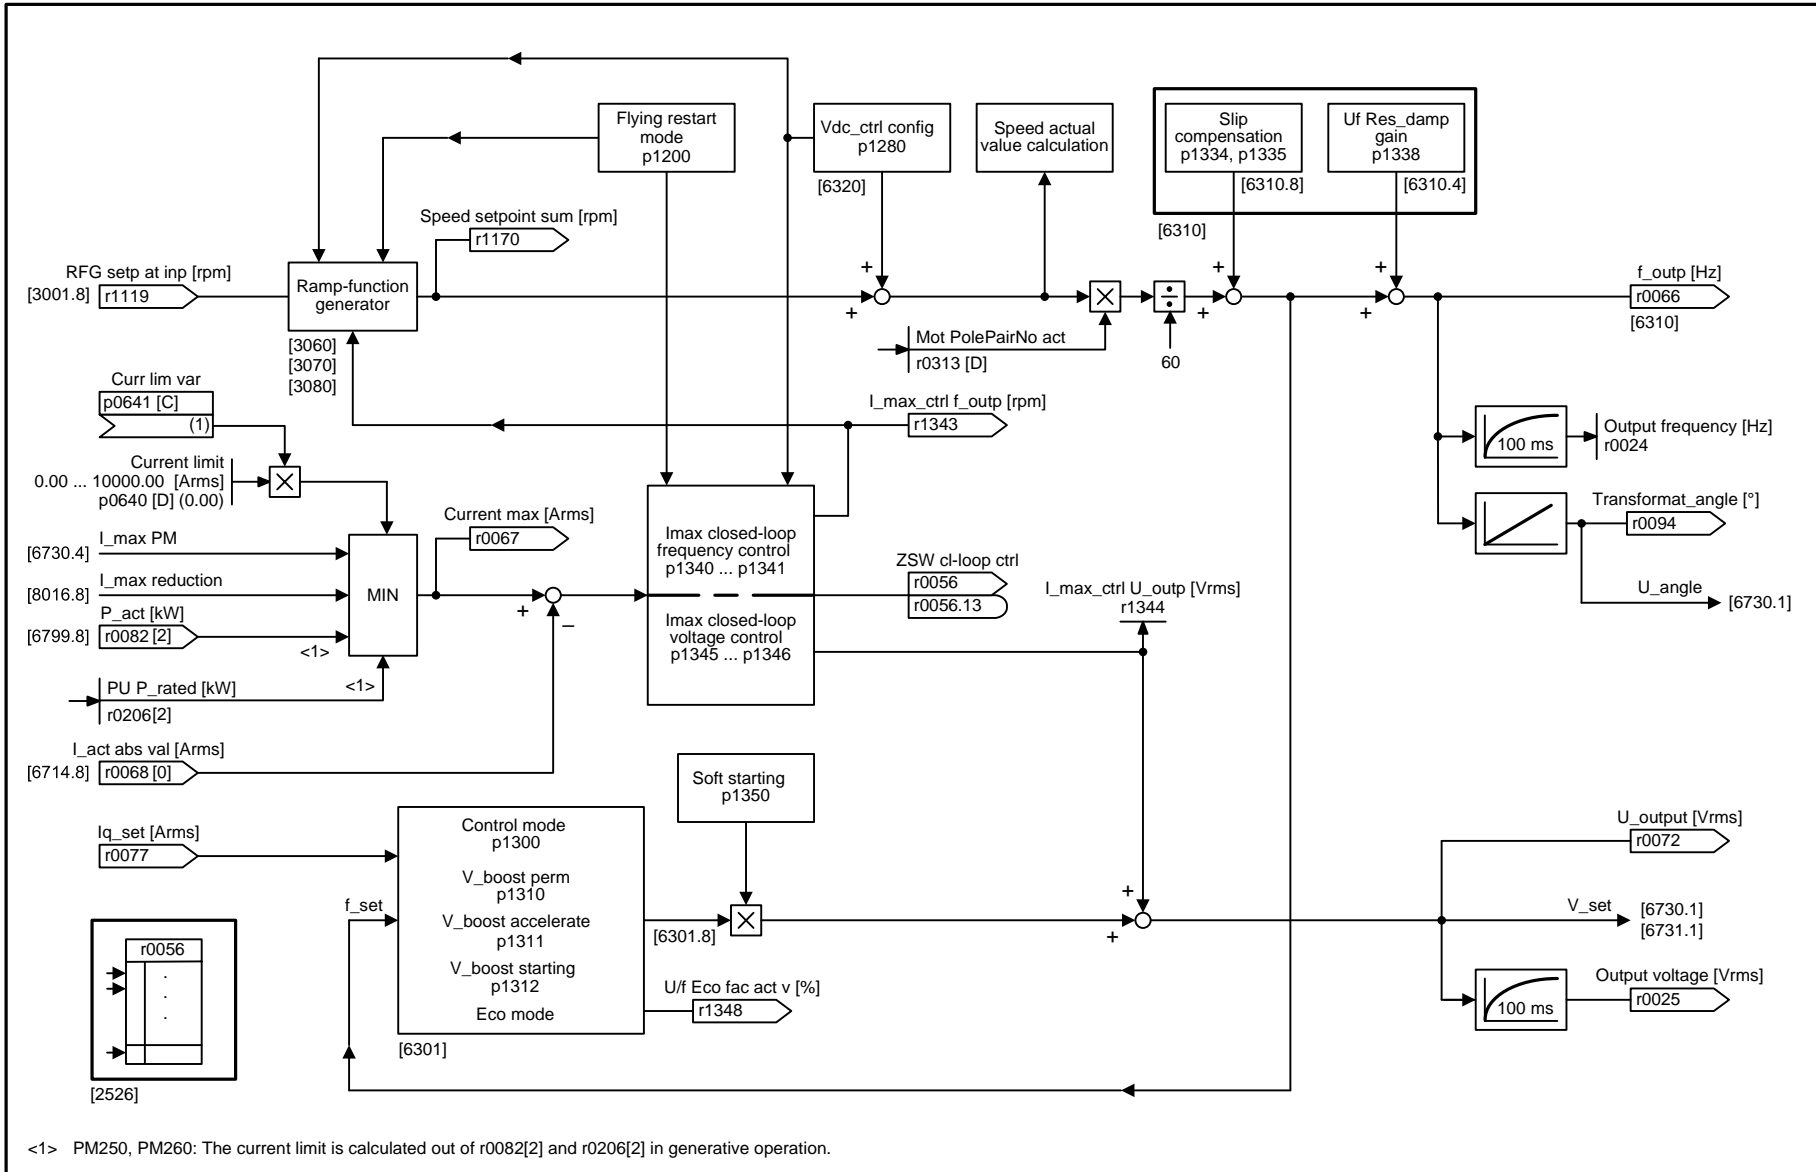 Flying restart
mode
p1200
Vdc_ctrl config
p1280
[6320]
Speed actual
value calculation
Slip
compensation
p1334, p1335
[6310.8]
Uf Res_damp
gain
p1338
[6310.4]
[6310]
Speed setpoint sum [rpm]
r1170
RFG setp at inp [rpm]
[3001.8]
r1119
Ramp-function
generator
[3060]
[3070]
[3080]
+
+
Mot PolePairNo act
r0313 [D]
60
+
+
+
+
f_outp [Hz]
r0066
[6310]
Curr lim var
p0641 [C]
(1)
Current limit
0.00 ... 10000.00 [Arms]
p0640 [D] (0.00)
I_max_ctrl f_outp [rpm]
r1343
100 ms
Output frequency [Hz]
r0024
Transformat_angle [°]
r0094
U_angle
[6730.1]
[6730.4]
I_max PM
[8016.8]
I_max reduction
P_act [kW]
[6799.8]
r0082 [2]
<1>
MIN
<1>
PU P_rated [kW]
r0206[2]
Current max [Arms]
r0067
+
–
Imax closed-loop
frequency control
p1340 ... p1341
Imax closed-loop
voltage control
p1345 ... p1346
ZSW cl-loop ctrl
r0056
r0056.13
I_max_ctrl U_outp [Vrms]
r1344
I_act abs val [Arms]
[6714.8]
r0068 [0]
Soft starting
p1350
Iq_set [Arms]
r0077
f_set
Control mode
p1300
V_boost perm
p1310
V_boost accelerate
p1311
V_boost starting
p1312
Eco mode
[6301]
[6301.8]
U/f Eco fac act v [%]
r1348
+
+
U_output [Vrms]
r0072
V_set
[6730.1]
[6731.1]
Output voltage [Vrms]
100 ms
r0025
r0056
.
.
.
[2526]
<1> PM250, PM260: The current limit is calculated out of r0082[2] and r0206[2] in generative operation.